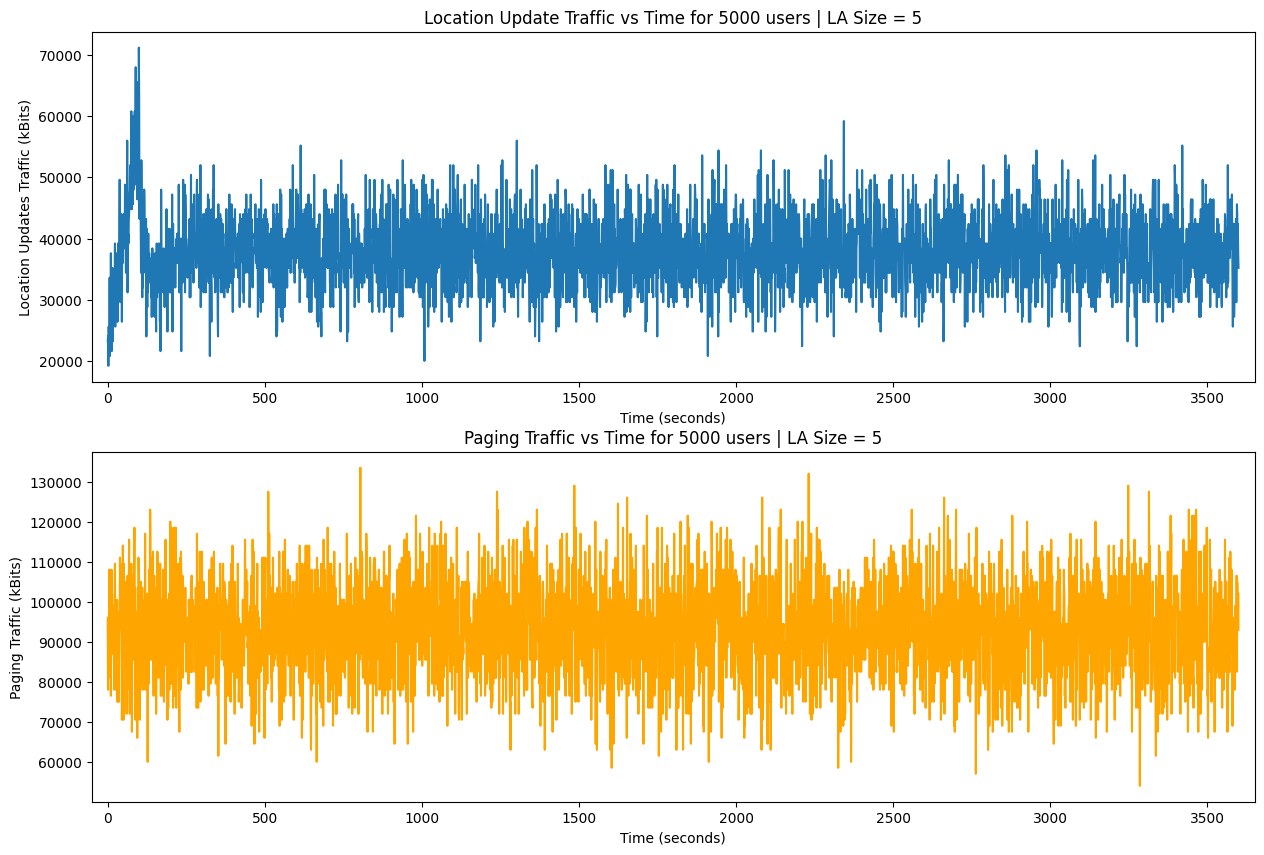 Location Update Traffic vs Time for 5000 users | LA Size = 5
Location Updates Traffic (kBits)
70000
60000
50000
40000
30000
20000
0 500 1000 1500 2000 2500 3000 3500
Time (seconds)
Paging Traffic vs Time for 5000 users | LA Size = 5
Paging Traffic (kBits)
130000
120000
110000
100000
90000
80000
70000
60000
0 500 1000 1500 2000 2500 3000 3500
Time (seconds)